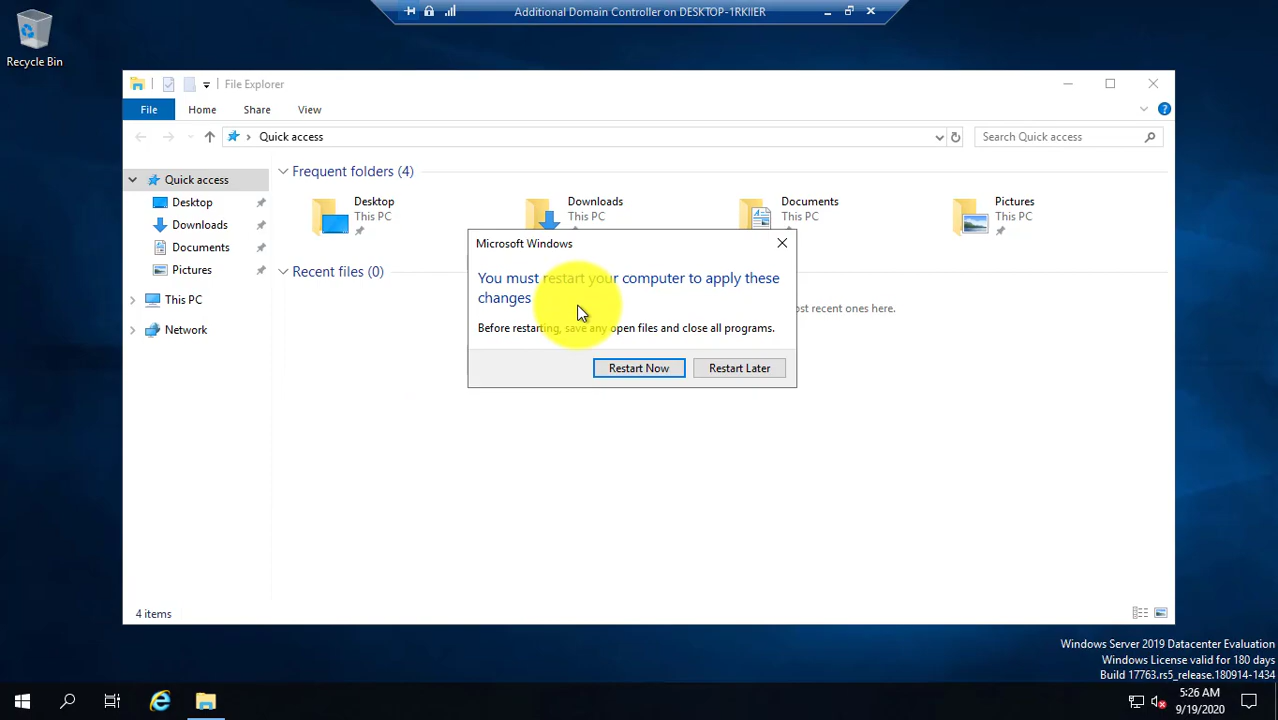 Additional Domain Controller on DESKTOP-1RKIIER
Recycle Bin
File Explorer
File Home Share View
Quick access
Search Quick access
Quick access
Desktop
Downloads
Documents
Pictures
This PC
Network
Frequent folders (4)
Desktop
This PC
Downloads
This PC
Documents
This PC
Pictures
This PC
Recent files (0)
ost recent ones here.
Microsoft Windows
You must restart your computer to apply these
changes
Before restarting, save any open files and close all programs.
Restart Now Restart Later
4 items
Windows Server 2019 Datacenter Evaluation
Windows License valid for 180 days
Build 17763.rs5_release.180914-1434
5:26 AM
9/19/2020